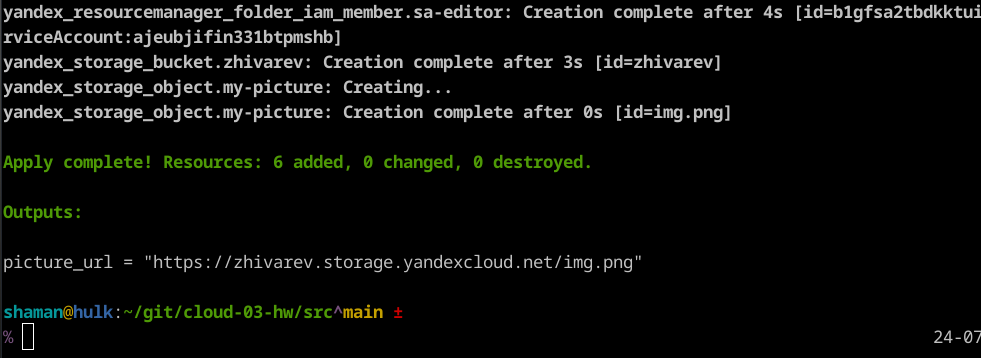 yandex_resourcemanager_folder_iam_member.sa-editor: Creation complete after 4s [id=b1gfsa2tbdkktui
rviceAccount:ajeubjifin331btpmshb]
yandex_storage_bucket.zhivarev: Creation complete after 3s [id=zhivarev]
yandex_storage_object.my-picture: Creating...
yandex_storage_object.my-picture: Creation complete after 0s [id=img.png]
Apply complete! Resources: 6 added, 0 changed, 0 destroyed.
Outputs:
picture_url = "https://zhivarev.storage.yandexcloud.net/img.png"
shaman@hulk:~/git/cloud-03-hw/src^main ±
% 24-07